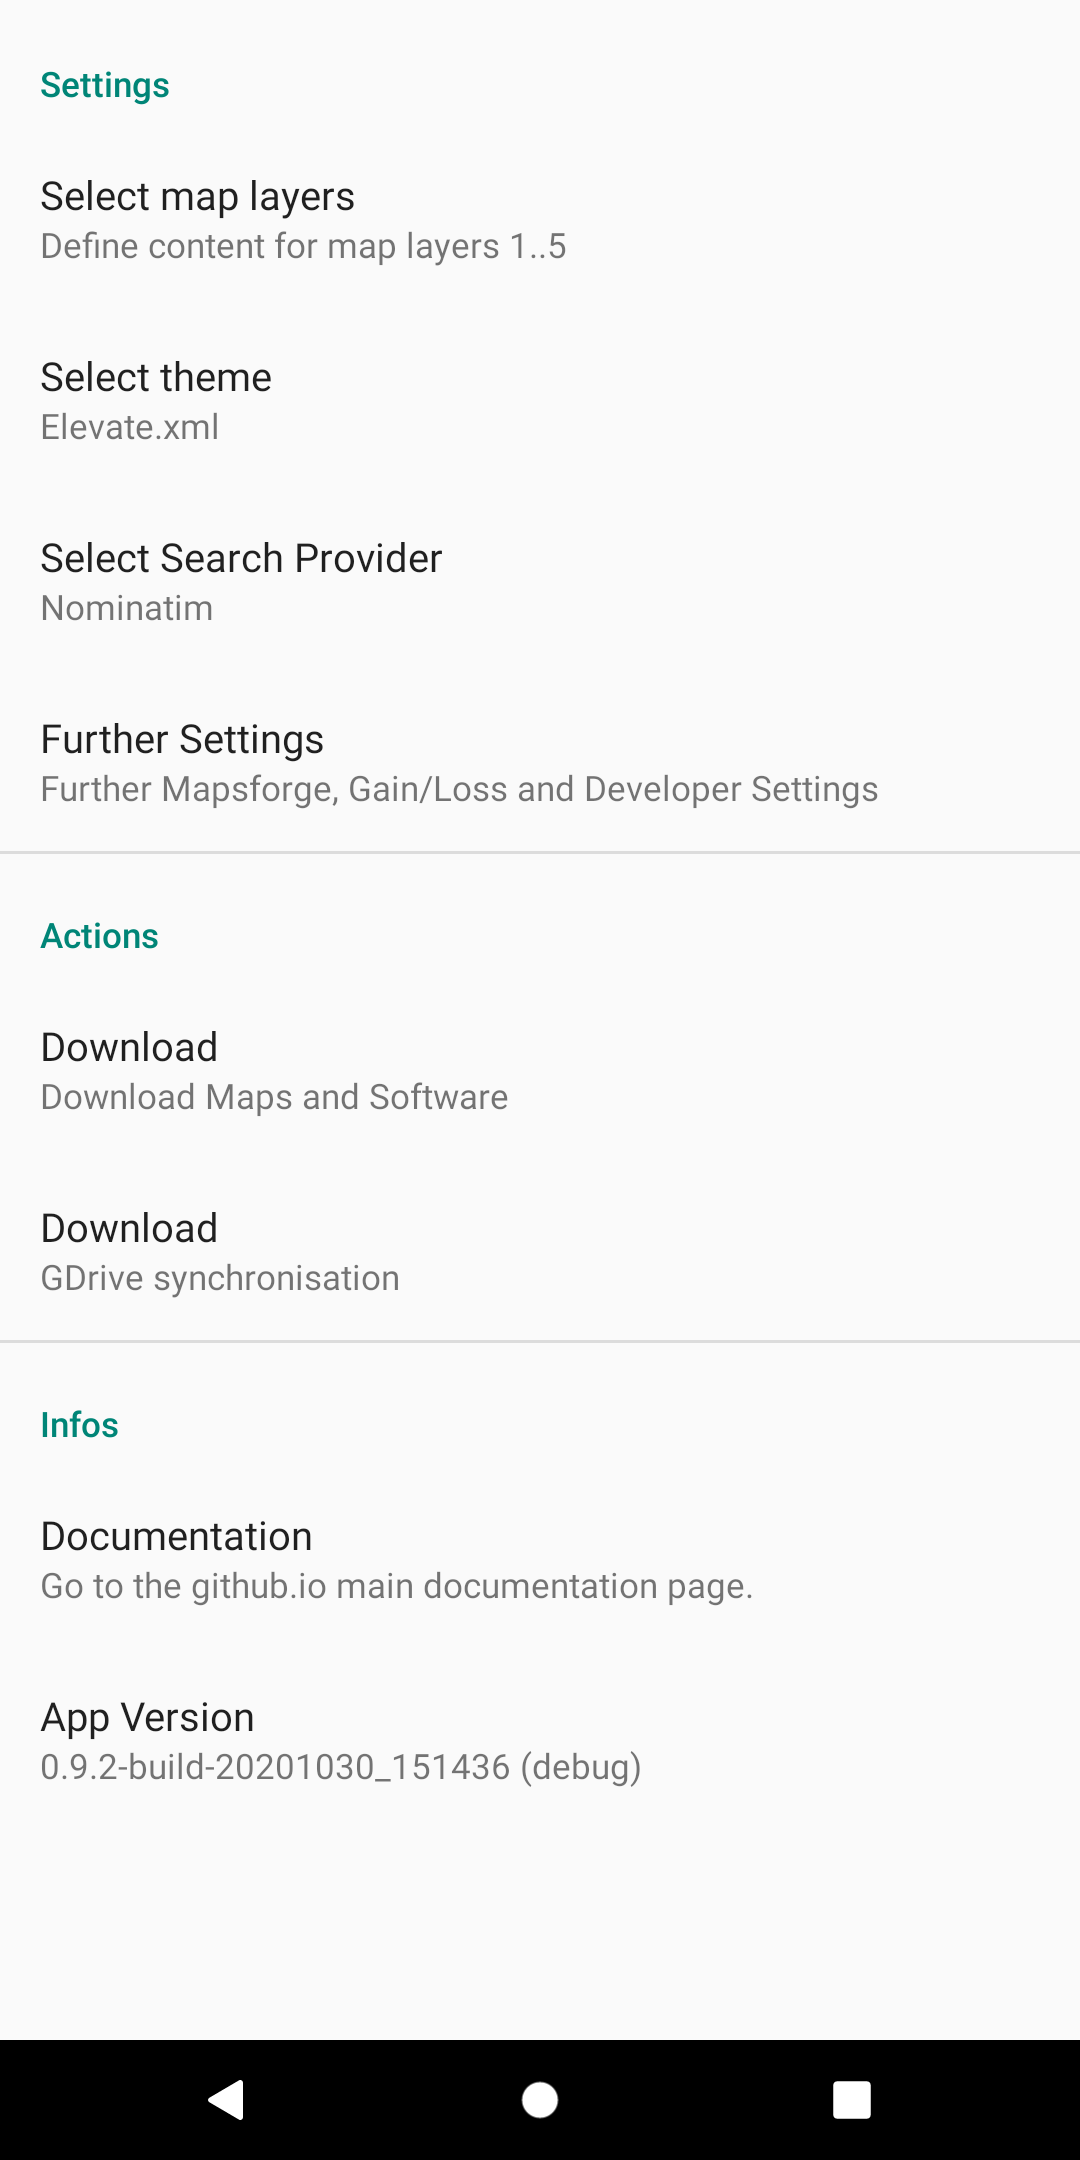 Settings
Select map layers
Define content for map layers 1..5
Select theme
Elevate.xml
Select Search Provider
Nominatim
Further Settings
Further Mapsforge, Gain/Loss and Developer Settings
Actions
Download
Download Maps and Software
Download
GDrive synchronisation
Infos
Documentation
Go to the github.io main documentation page.
App Version
0.9.2-build-20201030_151436 (debug)